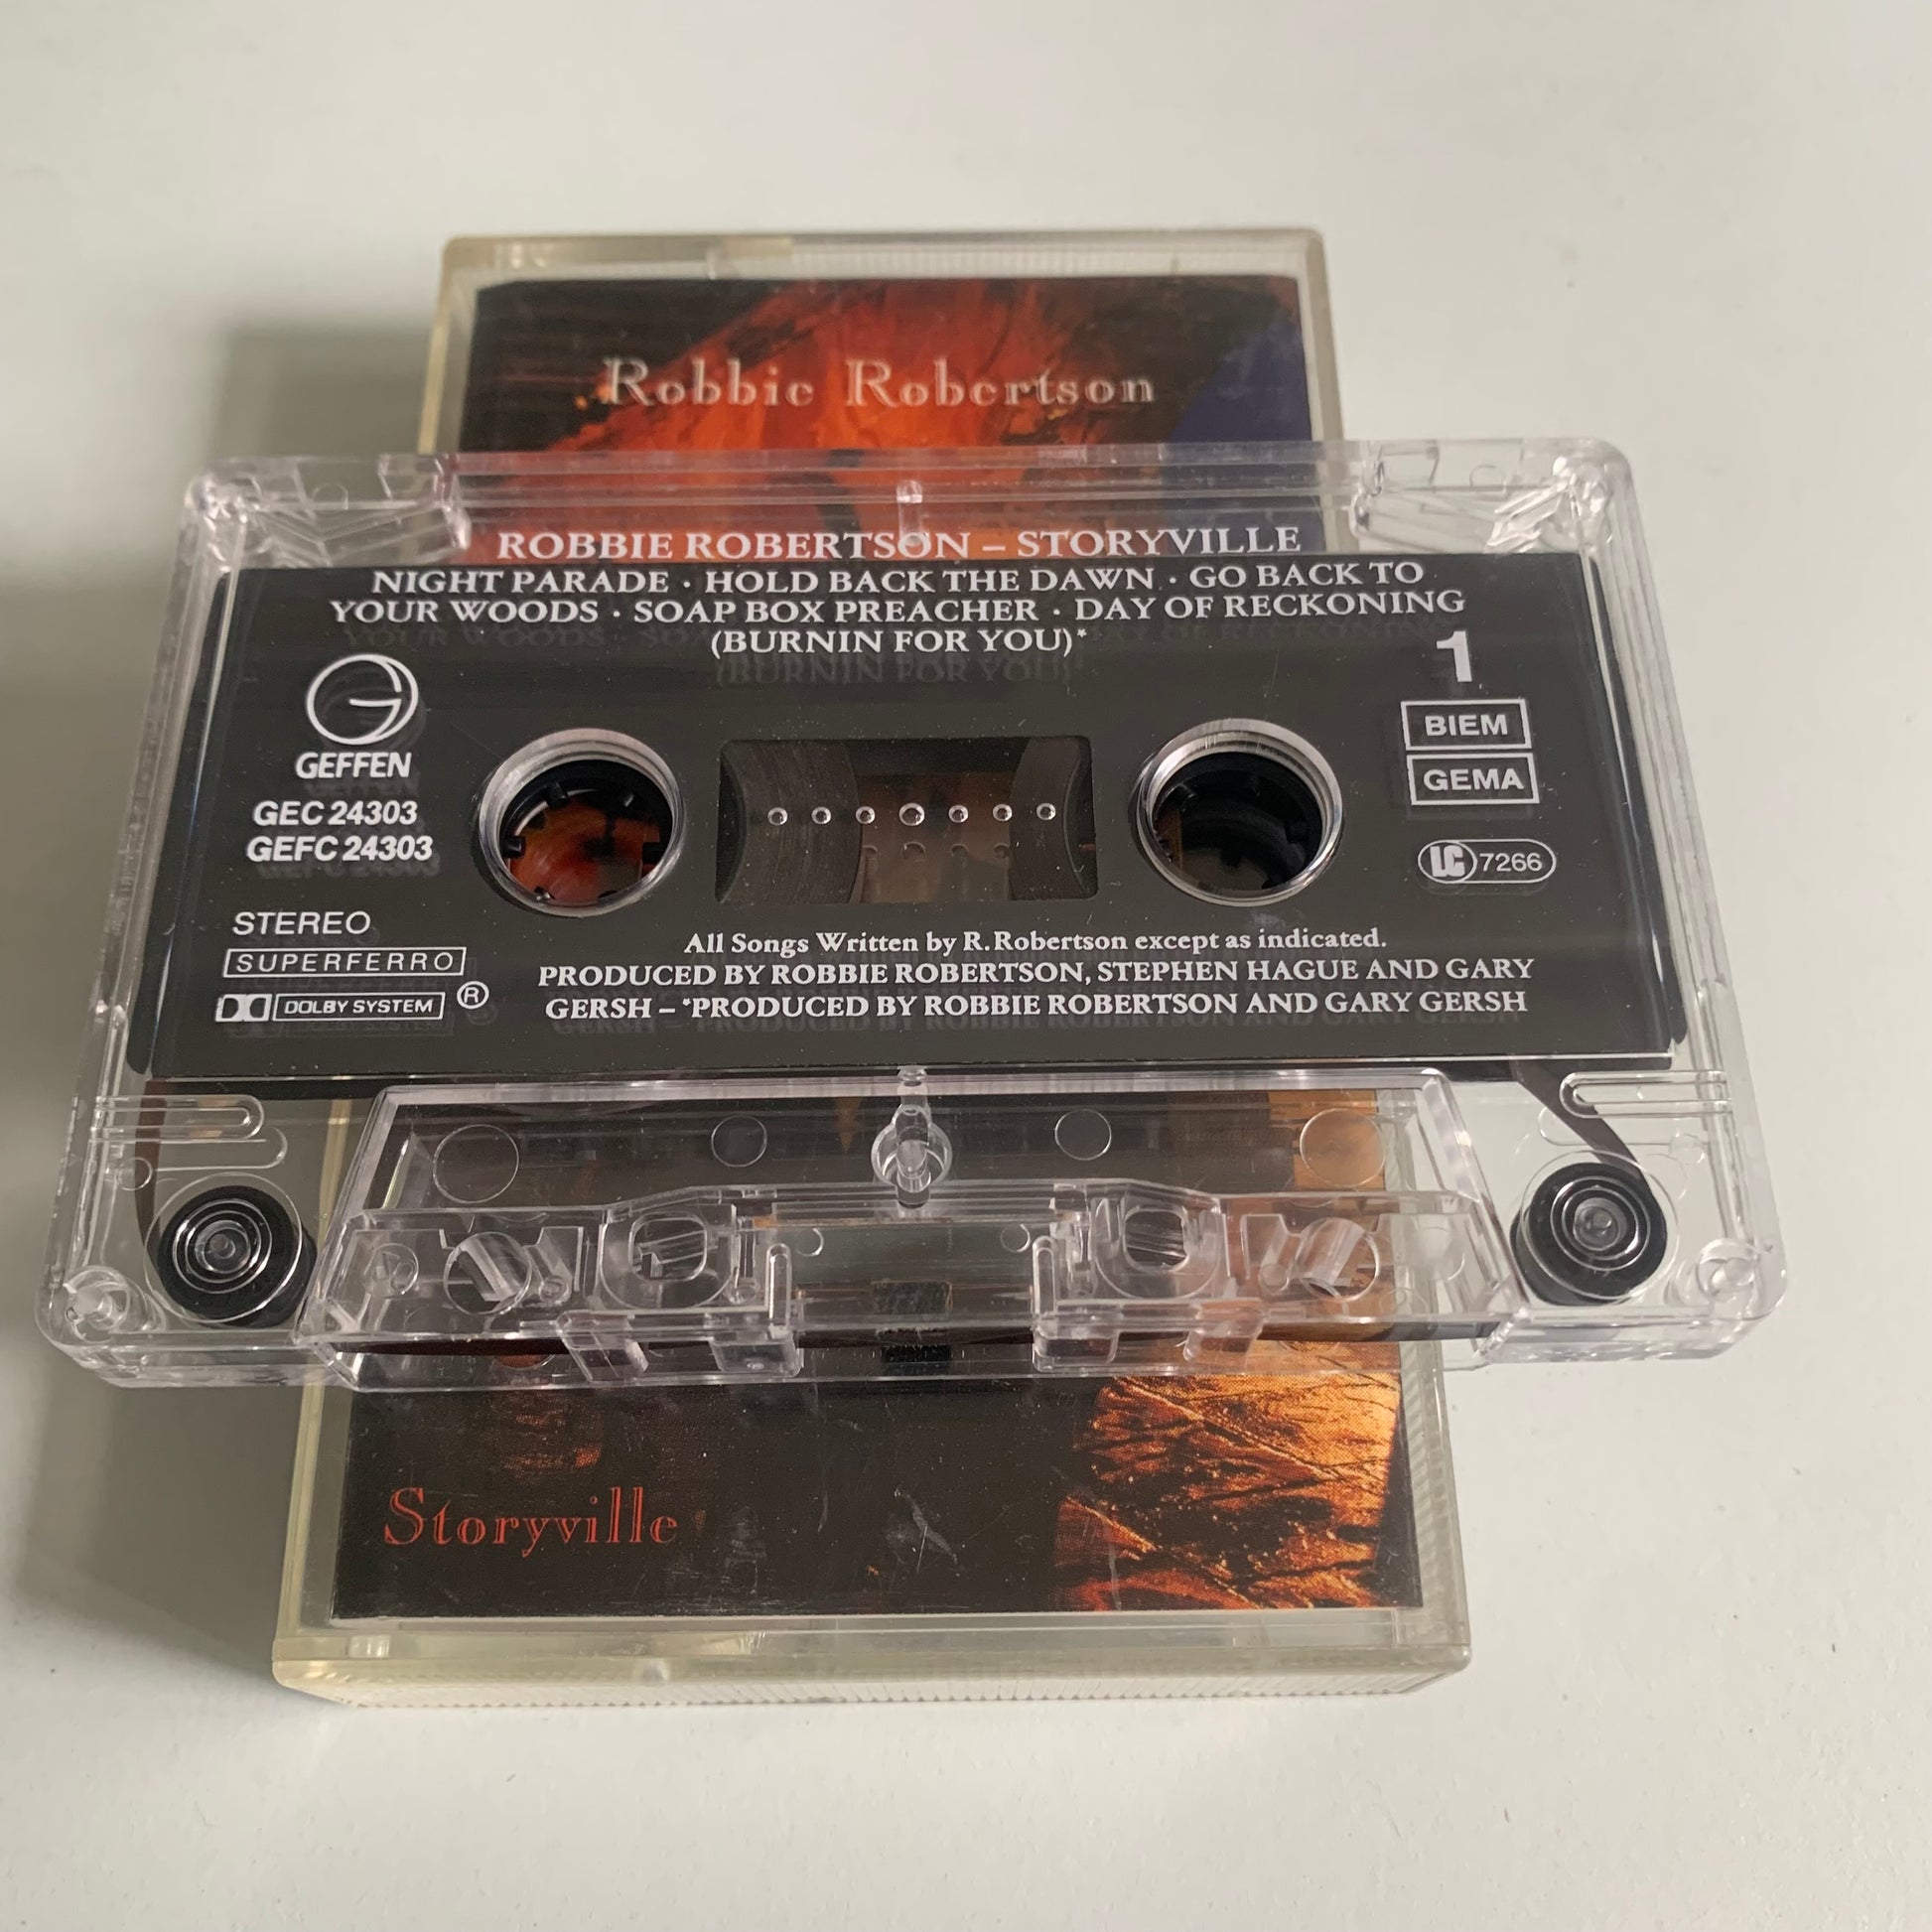 Robbie Robertson
ROBBIE ROBERTSON – STORYVILLE
NIGHT PARADE · HOLD BACK THE DAWN · GO BACK TO
YOUR WOODS · SOAP BOX PREACHER · DAY OF RECKONING
(BURNIN FOR YOU)*
1
GEFFEN
BIEM
GEMA
GEC 24303
GEFC 24303
LC 7266
STEREO
SUPERFERRO
DOLBY SYSTEM ®
All Songs Written by R. Robertson except as indicated.
PRODUCED BY ROBBIE ROBERTSON, STEPHEN HAGUE AND GARY
GERSH – *PRODUCED BY ROBBIE ROBERTSON AND GARY GERSH
Storyville